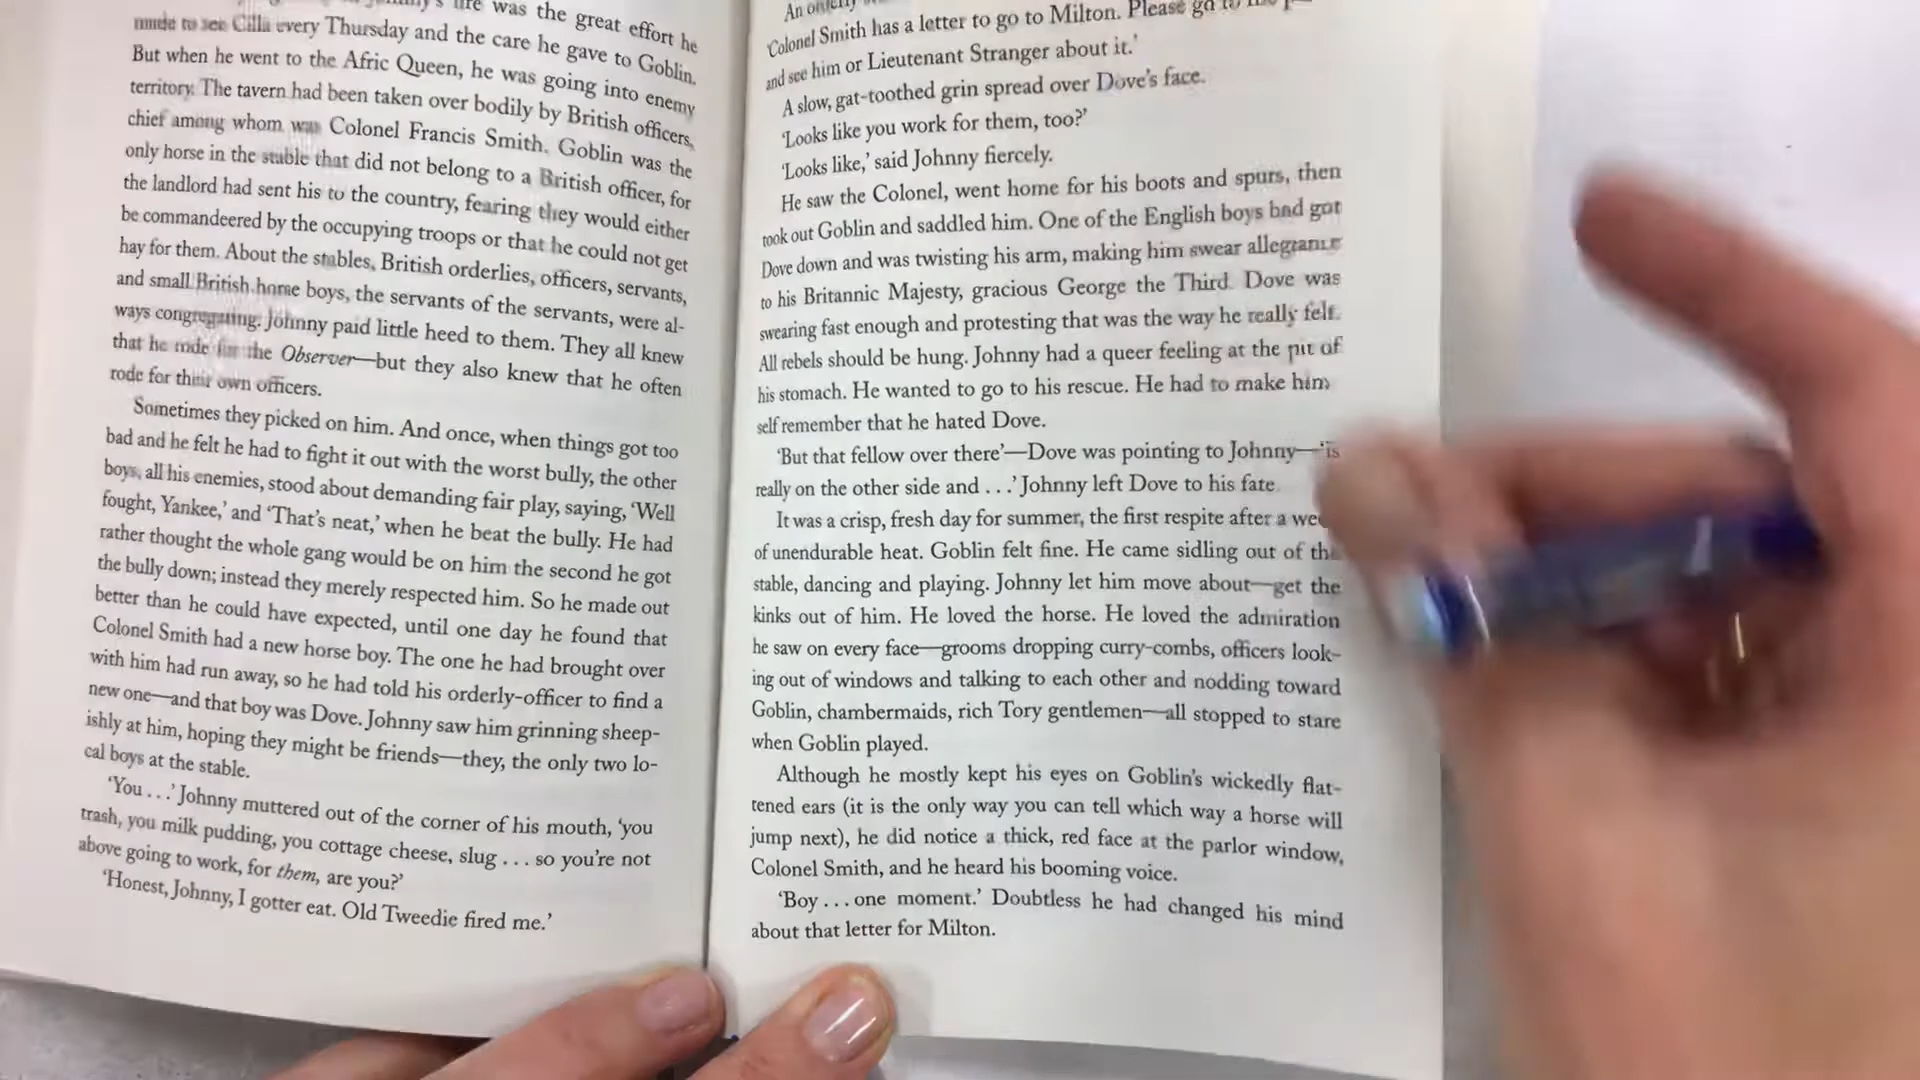 life was the great effort he
made to see Cilla every Thursday and the care he gave to Goblin.
But when he went to the Afric Queen, he was going into enemy
territory. The tavern had been taken over bodily by British officers,
chief among whom was Colonel Francis Smith. Goblin was the
only horse in the stable that did not belong to a British officer, for
the landlord had sent his to the country, fearing they would either
be commandeered by the occupying troops or that he could not get
hay for them. About the stables, British orderlies, officers, servants,
and small British horse boys, the servants of the servants, were al-
ways congregating. Johnny paid little heed to them. They all knew
that he rode for the Observer—but they also knew that he often
rode for their own officers.
Sometimes they picked on him. And once, when things got too
bad and he felt he had to fight it out with the worst bully, the other
boys, all his enemies, stood about demanding fair play, saying, ‘Well
fought, Yankee,’ and ‘That’s neat,’ when he beat the bully. He had
rather thought the whole gang would be on him the second he got
the bully down; instead they merely respected him. So he made out
better than he could have expected, until one day he found that
Colonel Smith had a new horse boy. The one he had brought over
with him had run away, so he had told his orderly-officer to find a
new one—and that boy was Dove. Johnny saw him grinning sheep-
ishly at him, hoping they might be friends—they, the only two lo-
cal boys at the stable.
‘You . . .’ Johnny muttered out of the corner of his mouth, ‘you
trash, you milk pudding, you cottage cheese, slug . . . so you’re not
above going to work, for them, are you?’
‘Honest, Johnny, I gotter eat. Old Tweedie fired me.’
An orderly
‘Colonel Smith has a letter to go to Milton. Please go to
and see him or Lieutenant Stranger about it.’
A slow, gat-toothed grin spread over Dove’s face.
‘Looks like you work for them, too?’
‘Looks like,’ said Johnny fiercely.
He saw the Colonel, went home for his boots and spurs, then
took out Goblin and saddled him. One of the English boys had got
Dove down and was twisting his arm, making him swear allegiance
to his Britannic Majesty, gracious George the Third. Dove was
swearing fast enough and protesting that was the way he really felt.
All rebels should be hung. Johnny had a queer feeling at the pit of
his stomach. He wanted to go to his rescue. He had to make him-
self remember that he hated Dove.
‘But that fellow over there’—Dove was pointing to Johnny—‘is
really on the other side and . . .’ Johnny left Dove to his fate.
It was a crisp, fresh day for summer, the first respite after a
of unendurable heat. Goblin felt fine. He came sidling out of the
stable, dancing and playing. Johnny let him move about—get the
kinks out of him. He loved the horse. He loved the admiration
he saw on every face—grooms dropping curry-combs, officers look-
ing out of windows and talking to each other and nodding toward
Goblin, chambermaids, rich Tory gentlemen—all stopped to stare
when Goblin played.
Although he mostly kept his eyes on Goblin’s wickedly flat-
tened ears (it is the only way you can tell which way a horse will
jump next), he did notice a thick, red face at the parlor window,
Colonel Smith, and he heard his booming voice.
‘Boy . . . one moment.’ Doubtless he had changed his mind
about that letter for Milton.